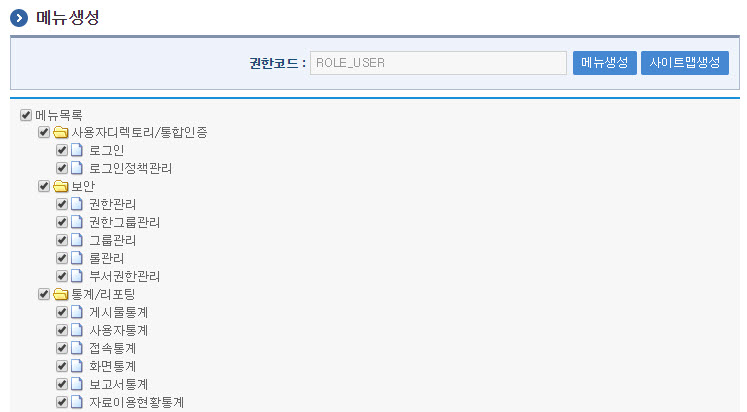 메뉴생성
권한코드 : ROLE_USER 메뉴생성 사이트맵생성
메뉴목록
사용자디렉토리/통합인증
로그인
로그인정책관리
보안
권한관리
권한그룹관리
그룹관리
롤관리
부서권한관리
통계/리포팅
게시물통계
사용자통계
접속통계
화면통계
보고서통계
자료이용현황통계